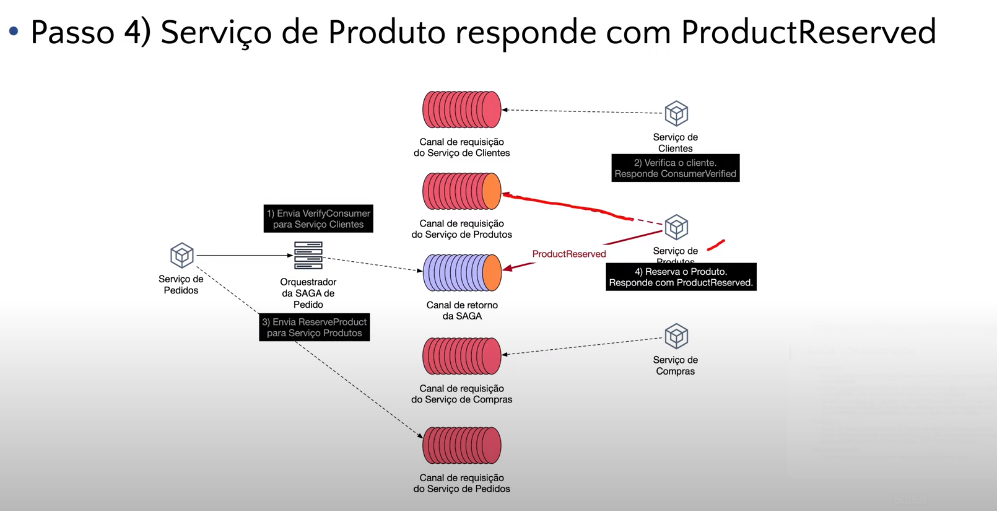 • Passo 4) Serviço de Produto responde com ProductReserved
Canal de requisição
do Serviço de Clientes
Serviço de
Clientes
2) Verifica o cliente.
Responde ConsumerVerified
1) Envia VerifyConsumer
para Serviço Clientes
Canal de requisição
do Serviço de Produtos
Serviço de
Produtos
ProductReserved
4) Reserva o Produto.
Responde com ProductReserved.
Serviço de
Pedidos
Orquestrador
da SAGA de
Pedido
Canal de retorno
da SAGA
3) Envia ReserveProduct
para Serviço Produtos
Serviço de
Compras
Canal de requisição
do Serviço de Compras
Canal de requisição
do Serviço de Pedidos